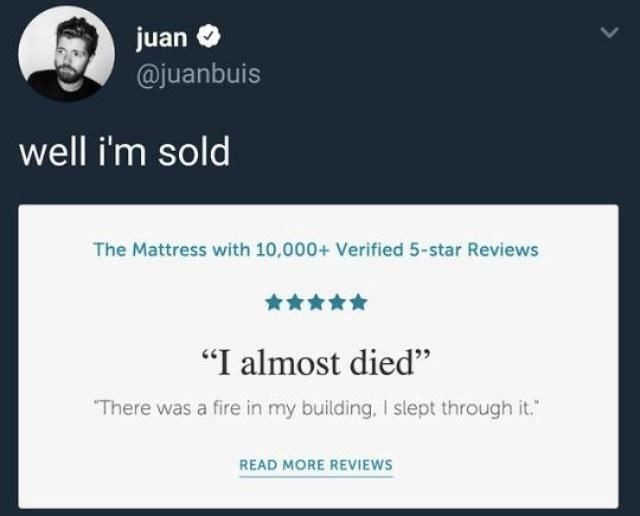 juan
@juanbuis
well i'm sold
The Mattress with 10,000+ Verified 5-star Reviews
“I almost died”
"There was a fire in my building, I slept through it."
READ MORE REVIEWS